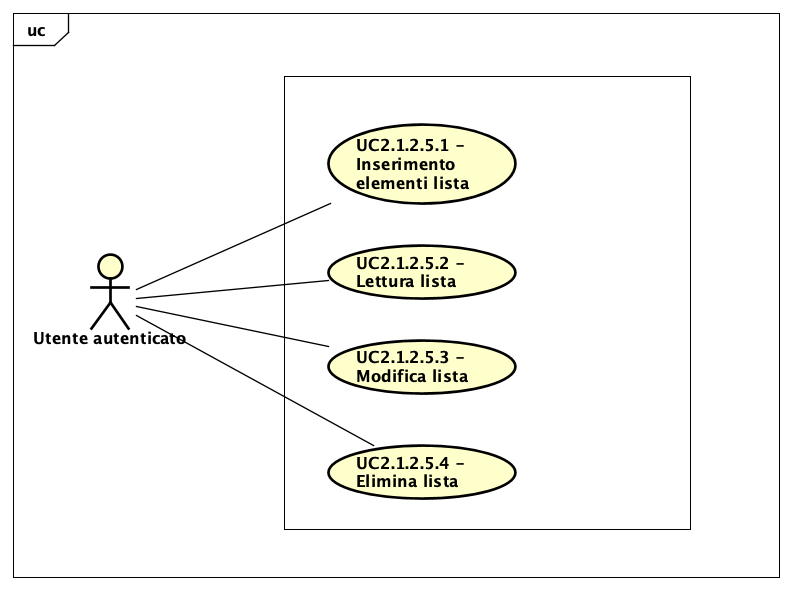 uc
UC2.1.2.5.1 –
Inserimento
elementi lista
UC2.1.2.5.2 –
Lettura lista
Utente autenticato
UC2.1.2.5.3 –
Modifica lista
UC2.1.2.5.4 –
Elimina lista